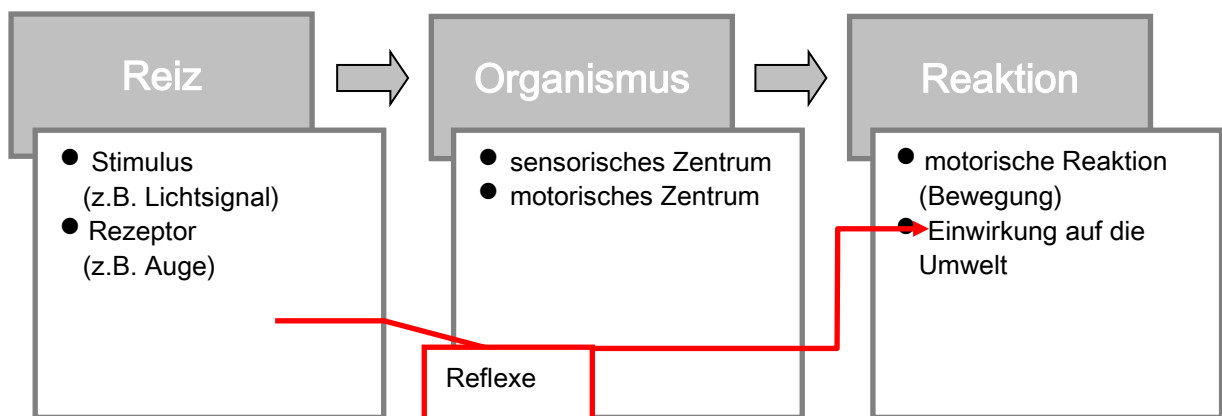 Reiz
● Stimulus
(z.B. Lichtsignal)
● Rezeptor
(z.B. Auge)
Organismus
● sensorisches Zentrum
● motorisches Zentrum
Reflexe
Reaktion
● motorische Reaktion
(Bewegung)
● Einwirkung auf die
Umwelt